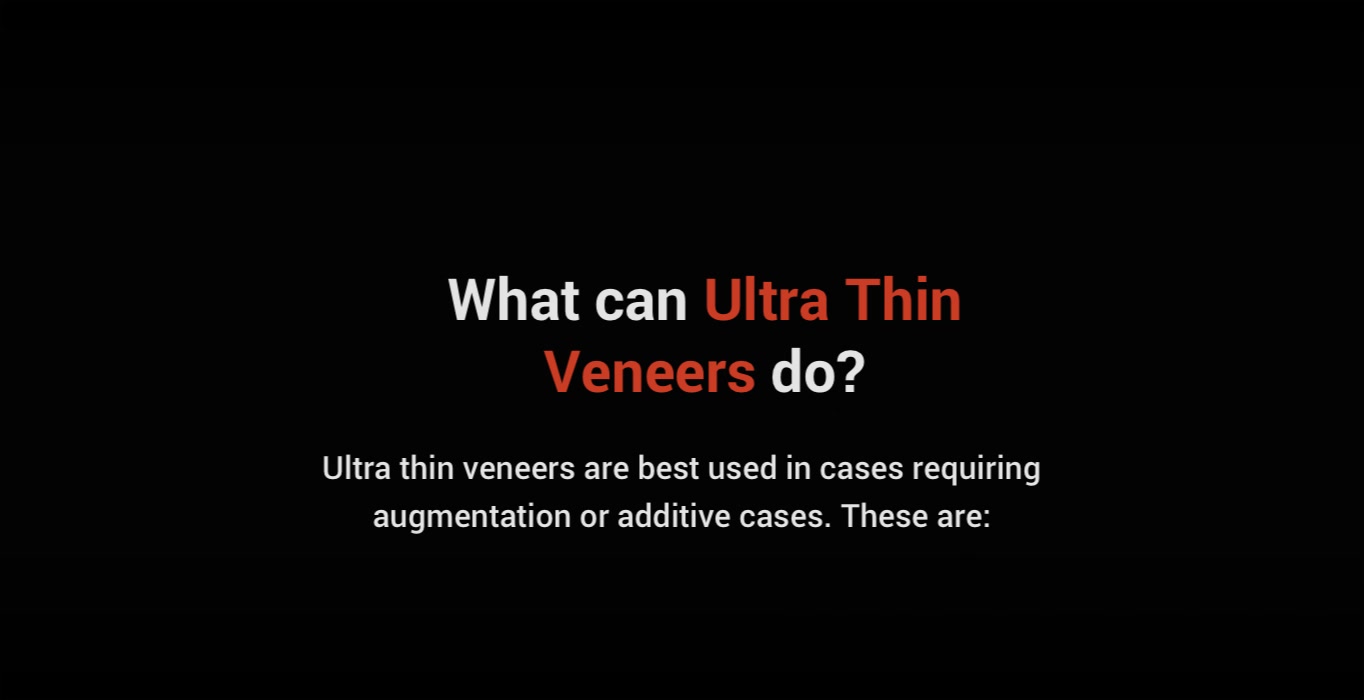 What can Ultra Thin
Veneers do?
Ultra thin veneers are best used in cases requiring
augmentation or additive cases. These are: